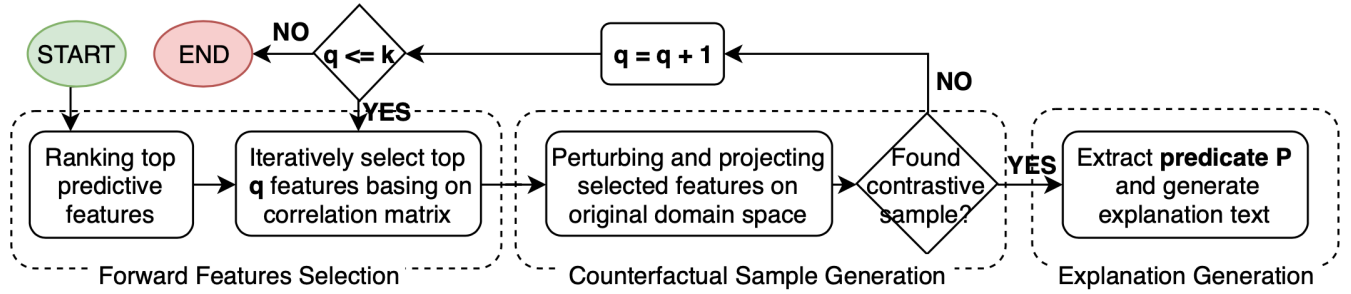 START
END
NO
q <= k
YES
q = q + 1
NO
Ranking top
predictive
features
Iteratively select top
q features basing on
correlation matrix
Perturbing and projecting
selected features on
original domain space
Found
contrastive
sample?
YES
Extract predicate P
and generate
explanation text
Forward Features Selection
Counterfactual Sample Generation
Explanation Generation